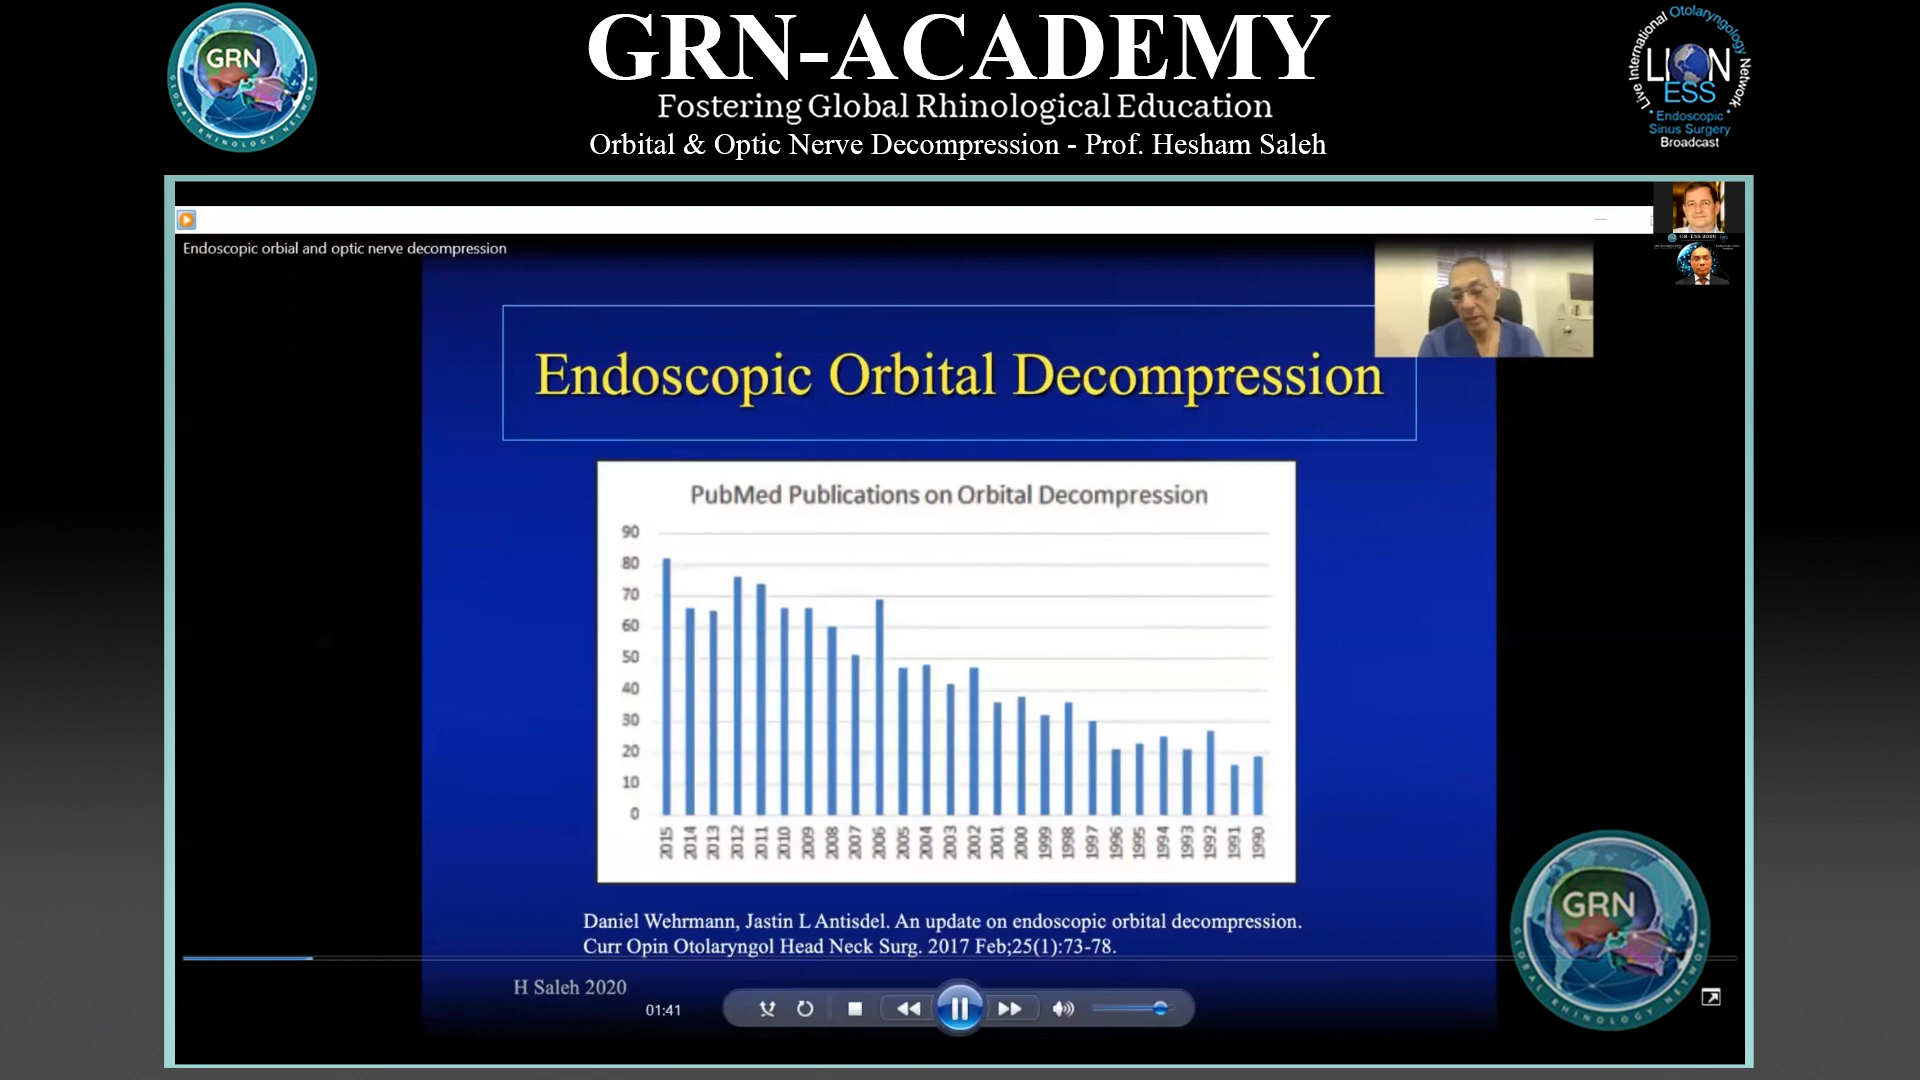 GRN
GLOBAL RHINOLOGY NETWORK
GRN-ACADEMY
Fostering Global Rhinological Education
Orbital & Optic Nerve Decompression - Prof. Hesham Saleh
Live International Otolaryngology Network
LION
ESS
Endoscopic
Sinus Surgery
Broadcast
Endoscopic orbial and optic nerve decompression
Endoscopic Orbital Decompression
PubMed Publications on Orbital Decompression
90
80
70
60
50
40
30
20
10
0
2015 2014 2013 2012 2011 2010 2009 2008 2007 2006 2005 2004 2003 2002 2001 2000 1999 1998 1997 1996 1995 1994 1993 1992 1991 1990
Daniel Wehrmann, Jastin L Antisdel. An update on endoscopic orbital decompression.
Curr Opin Otolaryngol Head Neck Surg. 2017 Feb;25(1):73-78.
H Saleh 2020
01:41
GRN
GLOBAL RHINOLOGY NETWORK